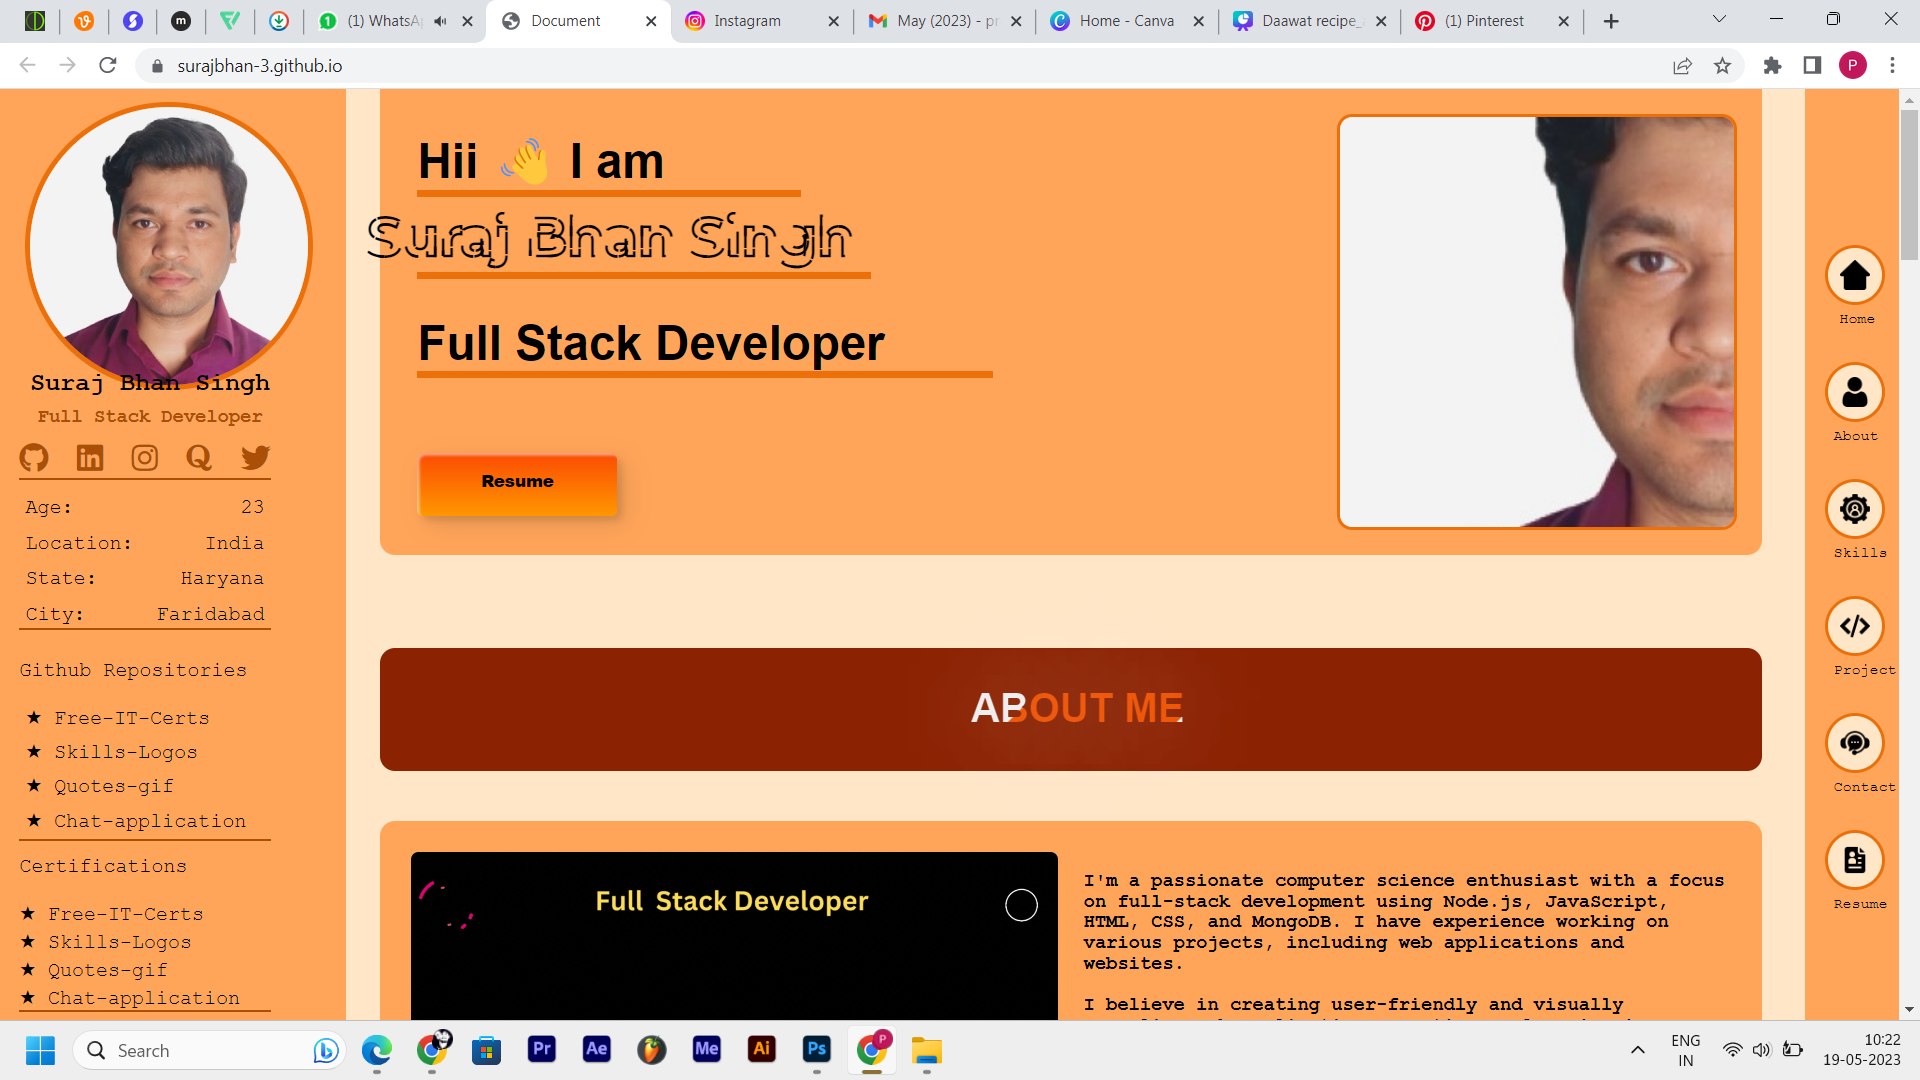 (1) WhatsA
Document
Instagram
May (2023) - pr
Home - Canva
Daawat recipe_
(1) Pinterest
surajbhan-3.github.io
P
Hii 👋 I am
Suraj Bhan Singh
Full Stack Developer
Resume
Suraj Bhan Singh
Full Stack Developer
Age: 23
Location: India
State: Haryana
City: Faridabad
Github Repositories
★ Free-IT-Certs
★ Skills-Logos
★ Quotes-gif
★ Chat-application
Certifications
★ Free-IT-Certs
★ Skills-Logos
★ Quotes-gif
★ Chat-application
ABOUT ME
Full Stack Developer
I'm a passionate computer science enthusiast with a focus
on full-stack development using Node.js, JavaScript,
HTML, CSS, and MongoDB. I have experience working on
various projects, including web applications and
websites.
I believe in creating user-friendly and visually
Home
About
Skills
Project
Contact
Resume
Search
Pr
Ae
Me
Ai
Ps
P
ENG
IN
10:22
19-05-2023